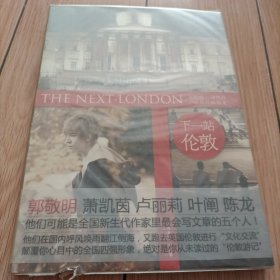 THE NEXT·LONDON
下一站
伦敦
郭敬明 萧凯茵 卢丽莉 叶阐 陈龙
他们可能是全国新生代作家里最会写文章的五个人！
他们在国内呼风唤雨翻江倒海，又跑去英国伦敦进行“文化交流”
颠覆你心目中的全国四强形象，绝对是你从未读过的“伦敦游记”